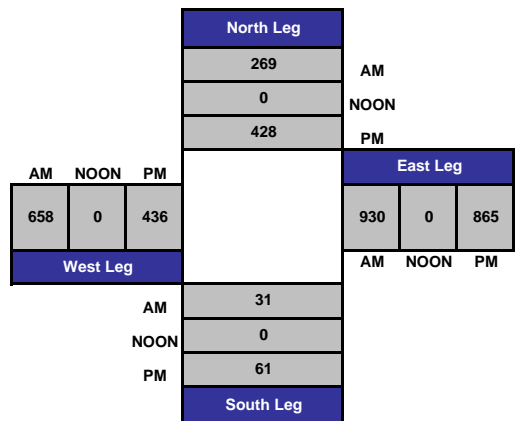 North Leg
269 AM
0 NOON
428 PM
AM NOON PM East Leg
658 0 436 930 0 865
West Leg AM NOON PM
AM 31
NOON 0
PM 61
South Leg